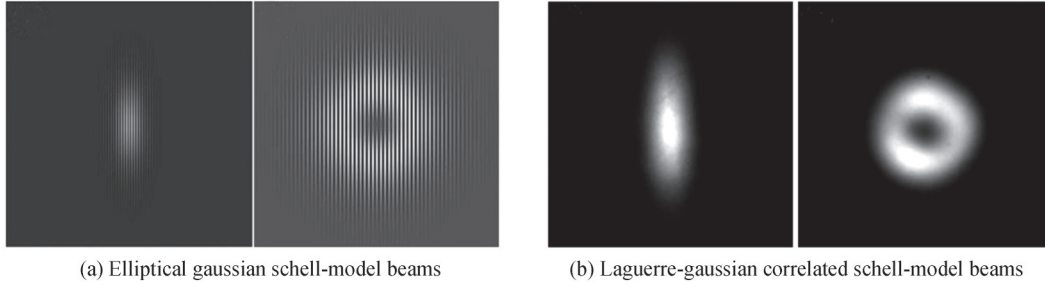 (a) Elliptical gaussian schell-model beams
(b) Laguerre-gaussian correlated schell-model beams